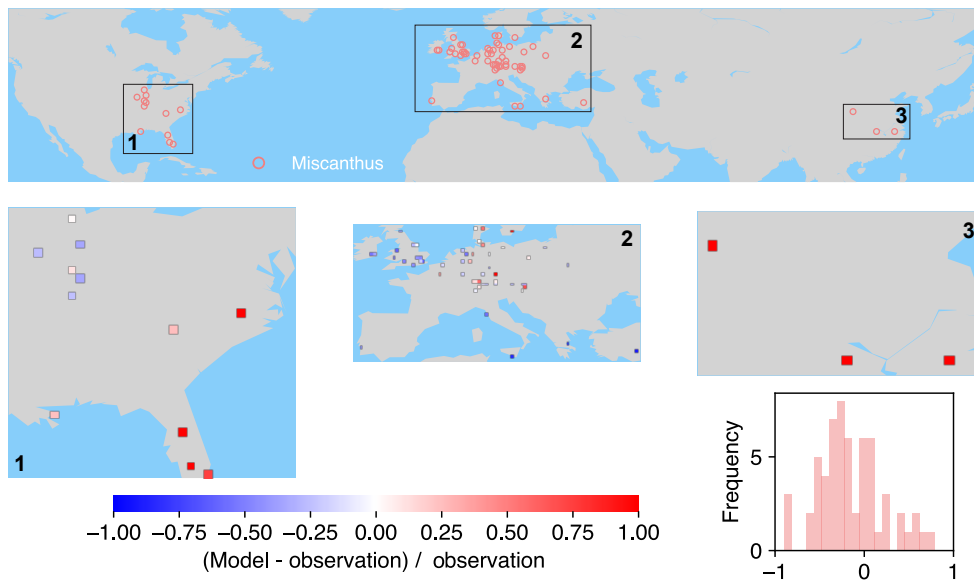 2
3
1
Miscanthus
1
2
3
−1.00 −0.75 −0.50 −0.25 0.00 0.25 0.50 0.75 1.00
(Model - observation) / observation
Frequency
5
0
−1 0 1